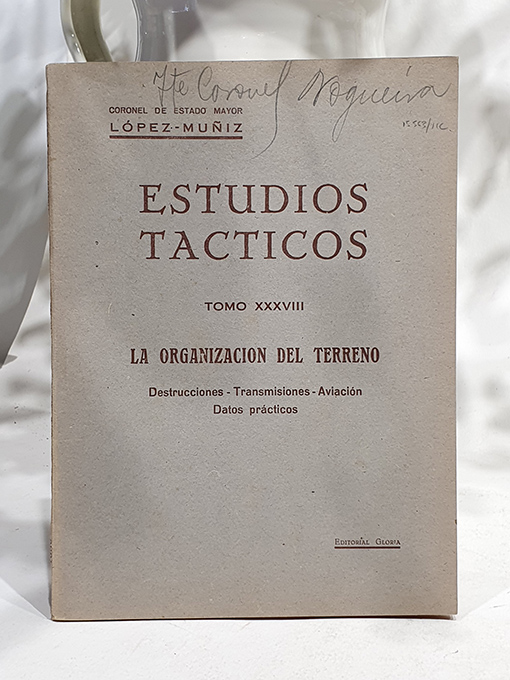 Tte Coronel Nogueira
CORONEL DE ESTADO MAYOR
LÓPEZ-MUÑIZ
ESTUDIOS
TACTICOS
TOMO XXXVIII
LA ORGANIZACION DEL TERRENO
Destrucciones - Transmisiones - Aviación
Datos prácticos
EDITORIAL GLORIA